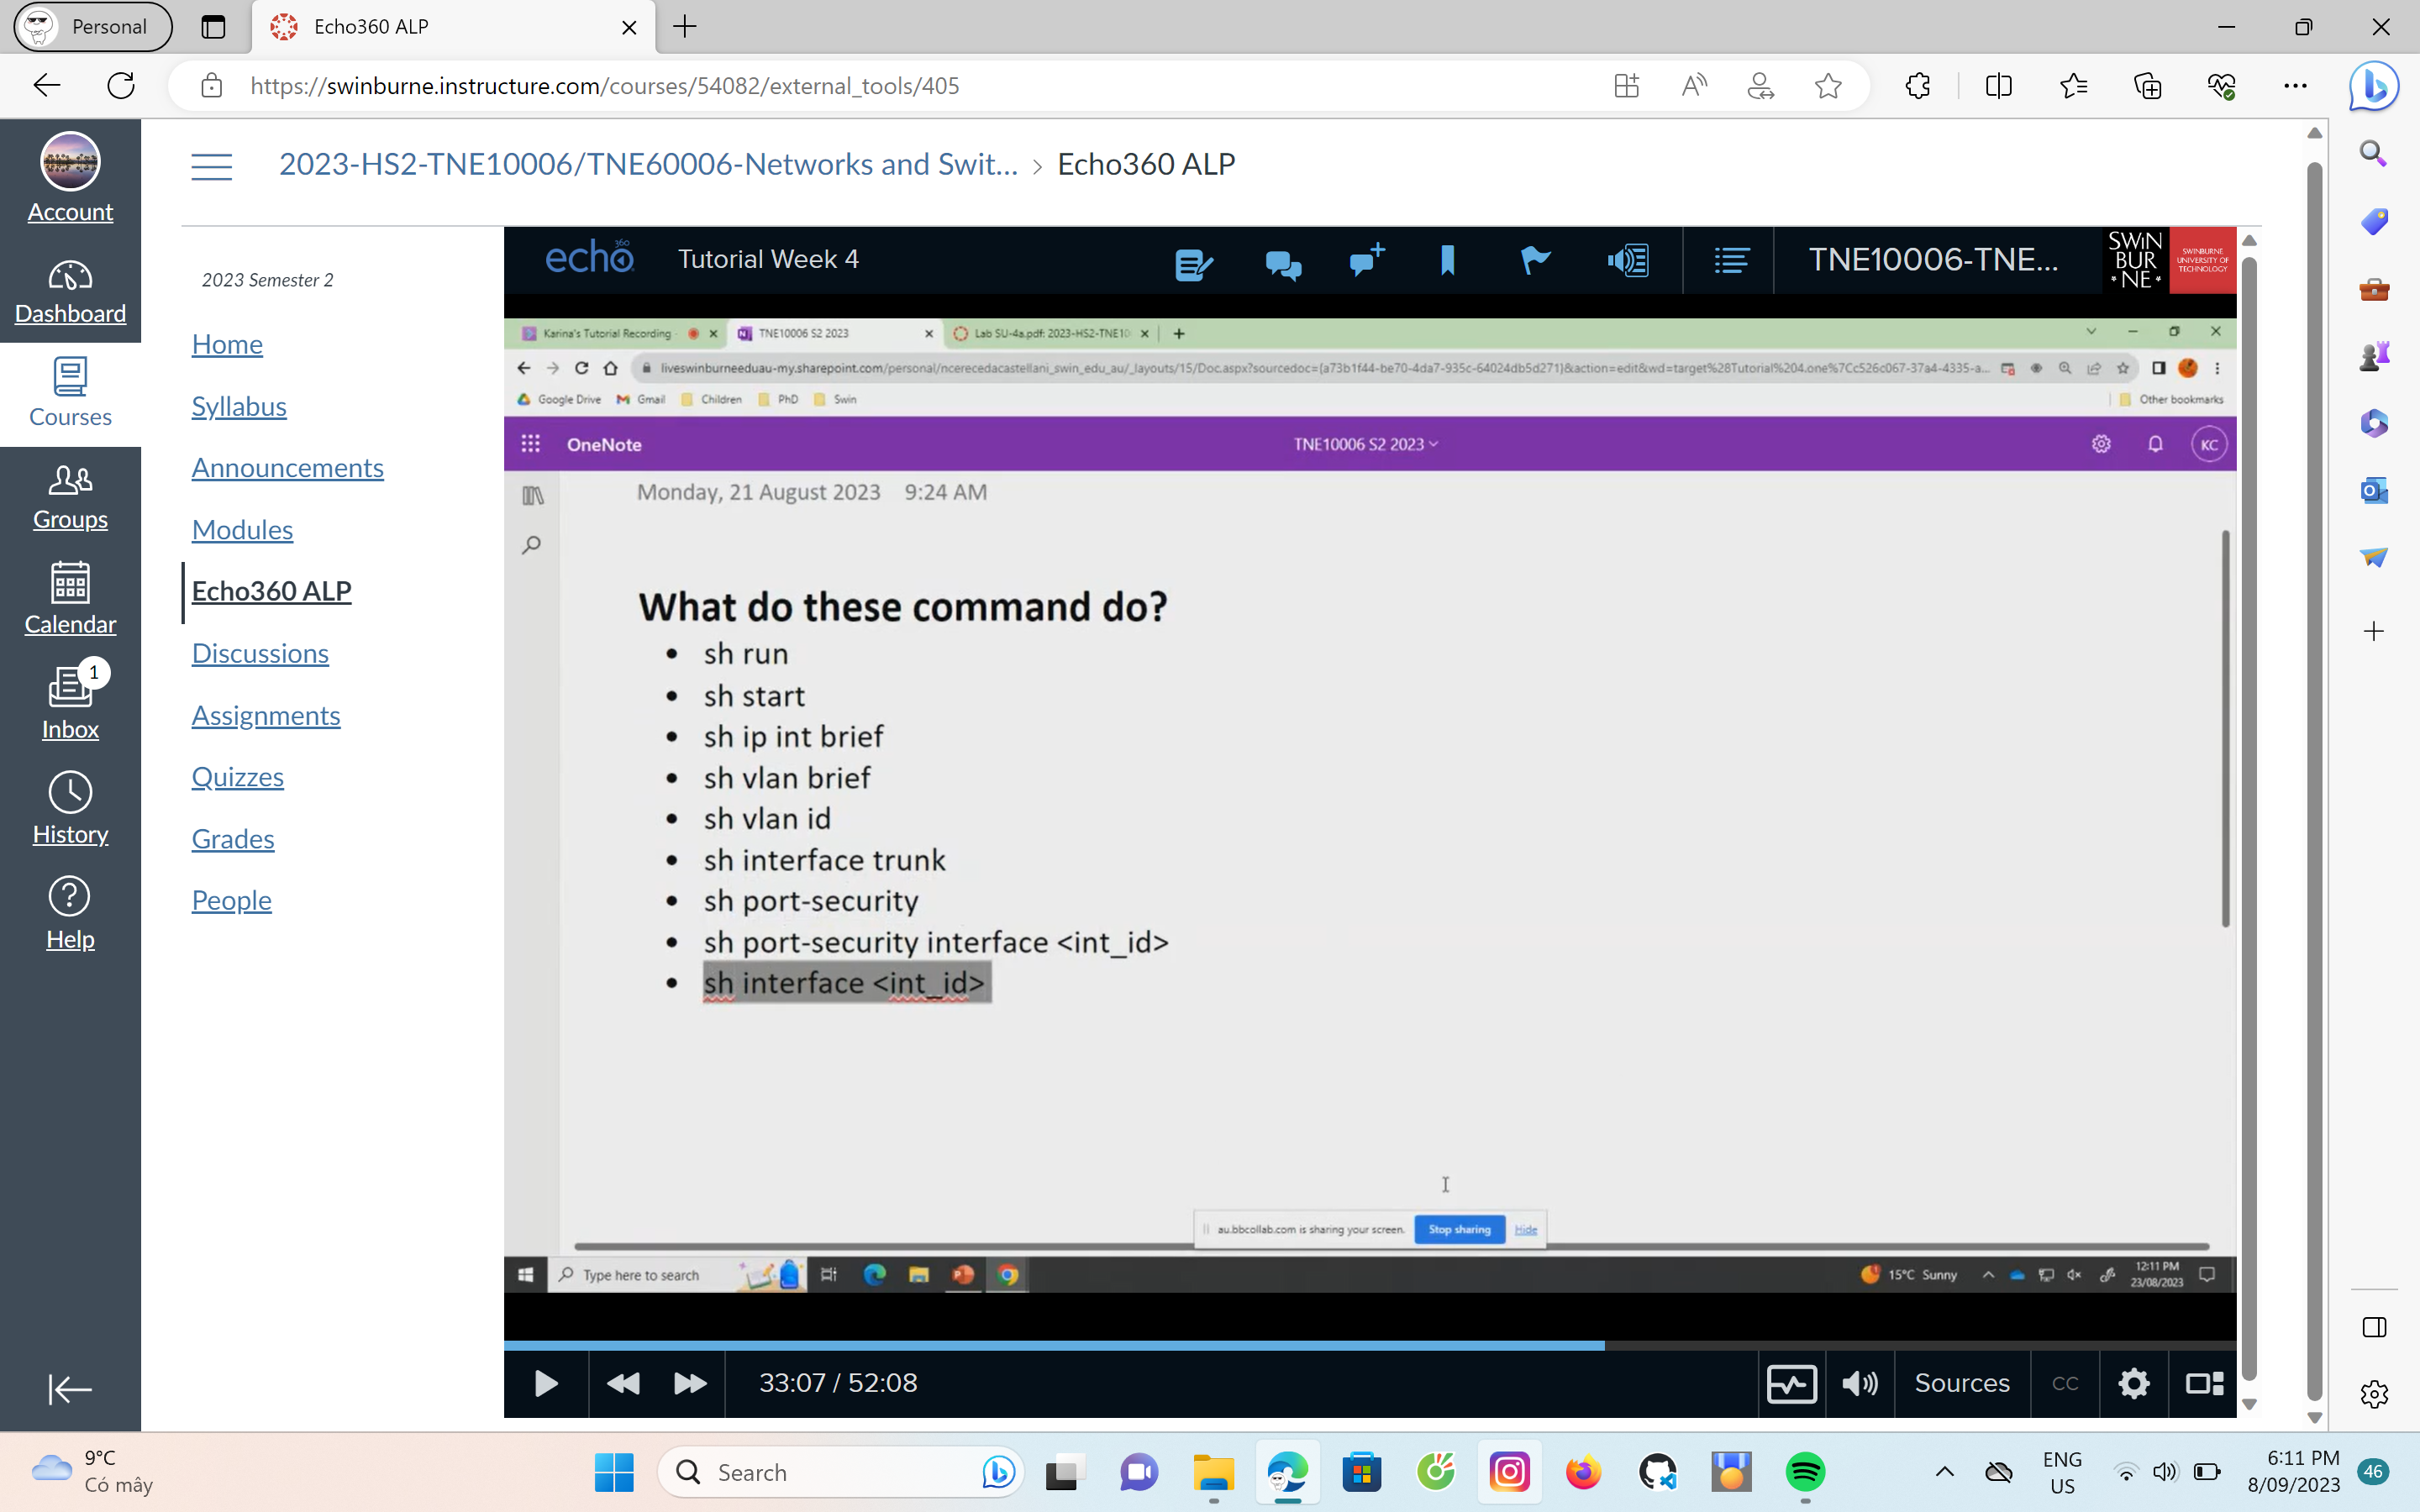 Personal
Echo360 ALP
https://swinburne.instructure.com/courses/54082/external_tools/405
2023-HS2-TNE10006/TNE60006-Networks and Swit... > Echo360 ALP
Account
Dashboard
Courses
Groups
Calendar
1
Inbox
History
Help
2023 Semester 2
Home
Syllabus
Announcements
Modules
Echo360 ALP
Discussions
Assignments
Quizzes
Grades
People
echo360 Tutorial Week 4 TNE10006-TNE...
SWIN
BUR
*NE*
SWINBURNE
UNIVERSITY OF
TECHNOLOGY
Karina's Tutorial Recording TNE10006 S2 2023 Lab SU-4a.pdf: 2023-HS2-TNE10
liveswinburneeduau-my.sharepoint.com/personal/ncerecedacastellani_swin_edu_au/_layouts/15/Doc.aspx?sourcedoc={a73b1f44-be70-4da7-935c-64024db5d271}&action=edit&wd=target%28Tutorial%204.one%7Cc526c067-37a4-4335-a...
Google Drive Gmail Children PhD Swin Other bookmarks
OneNote TNE10006 S2 2023 KC
Monday, 21 August 2023 9:24 AM
What do these command do?
• sh run
• sh start
• sh ip int brief
• sh vlan brief
• sh vlan id
• sh interface trunk
• sh port-security
• sh port-security interface <int_id>
• sh interface <int_id>
au.bbcollab.com is sharing your screen. Stop sharing Hide
Type here to search 15°C Sunny 12:11 PM
23/08/2023
33:07 / 52:08 Sources CC
9°C
Có mây
Search
ENG
US
6:11 PM
8/09/2023
46